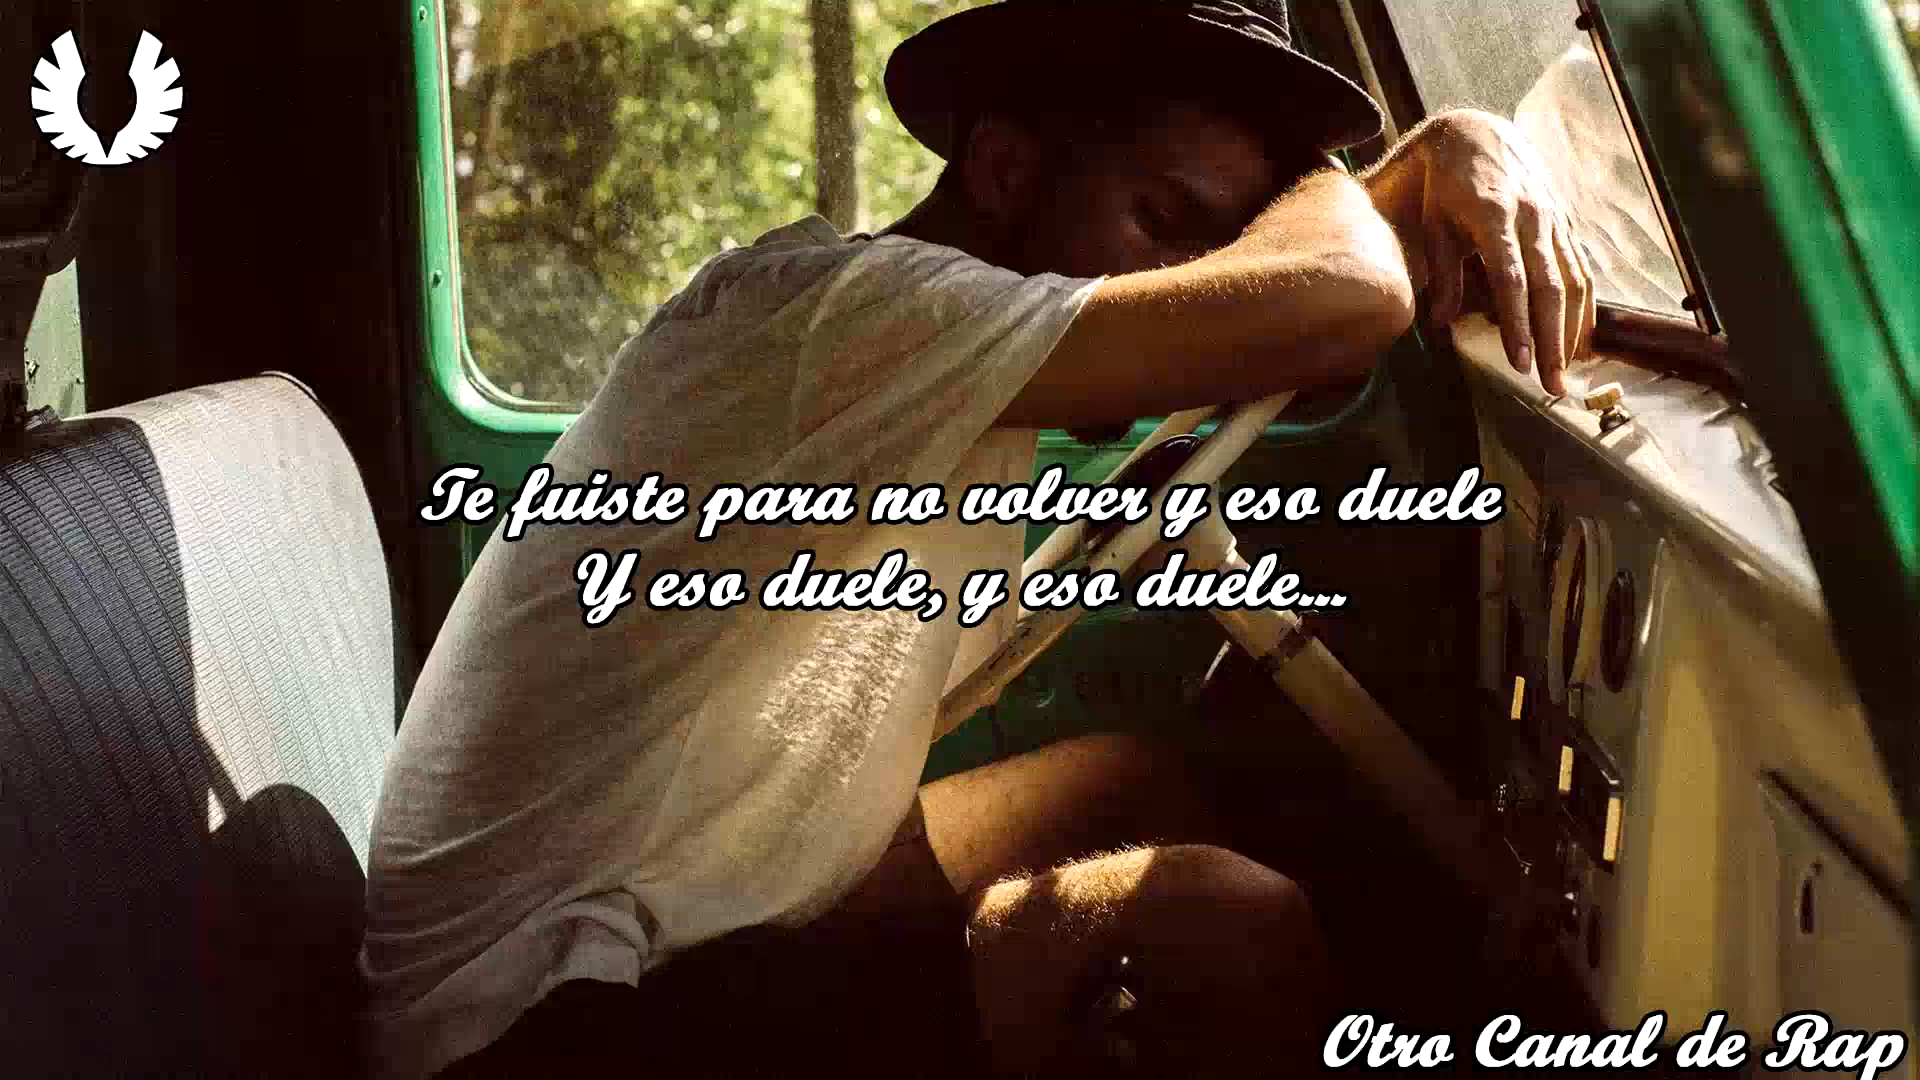 Te fuiste para no volver y eso duele
Y eso duele, y eso duele...
Otro Canal de Rap